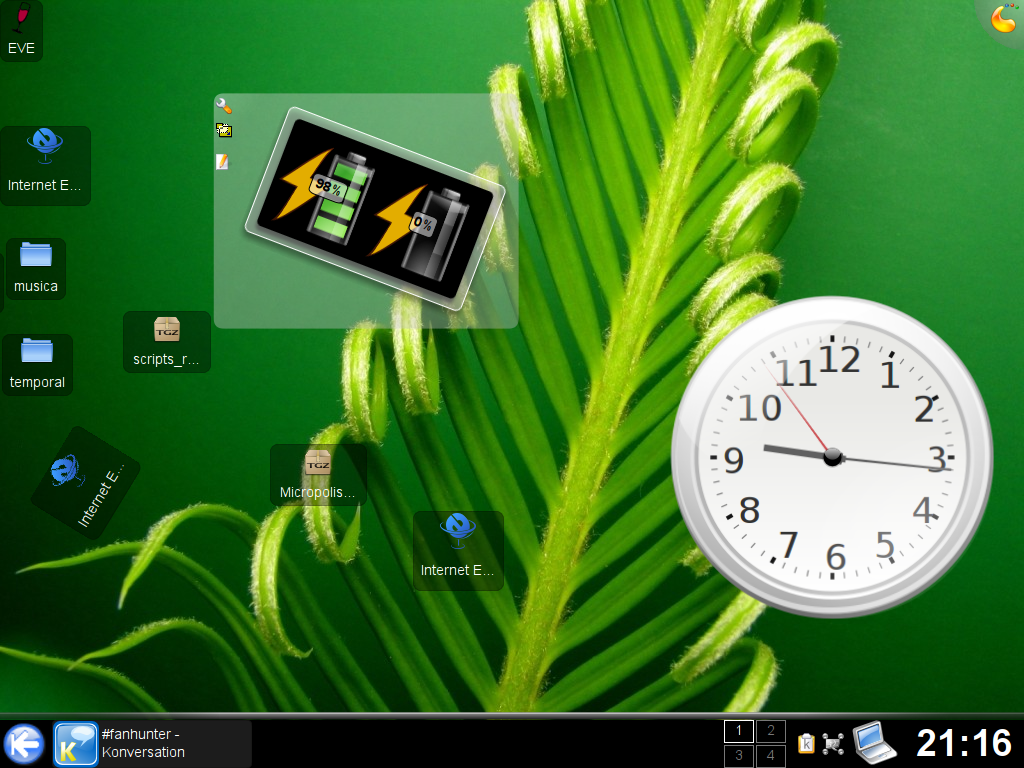 EVE
Internet E...
musica
temporal
TGZ
scripts_r...
98%
0%
Internet E...
TGZ
Micropolis...
Internet E...
12
1
2
3
4
5
6
7
8
9
10
11
#fanhunter -
Konversation
1 2
3 4
21:16